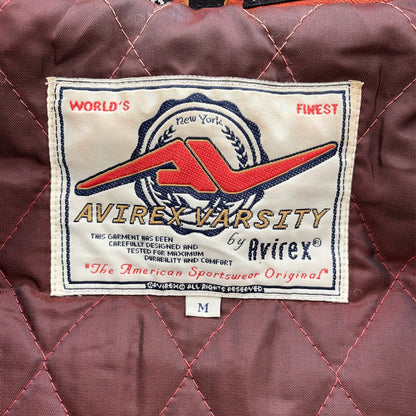 WORLD'S FINEST
New York
AVIREX VARSITY
by Avirex®
THIS GARMENT HAS BEEN
CAREFULLY DESIGNED AND
TESTED FOR MAXIMUM
DURABILITY AND COMFORT
"The American Sportswear Original"
©AVIREX® ALL RIGHTS RESERVED.
M